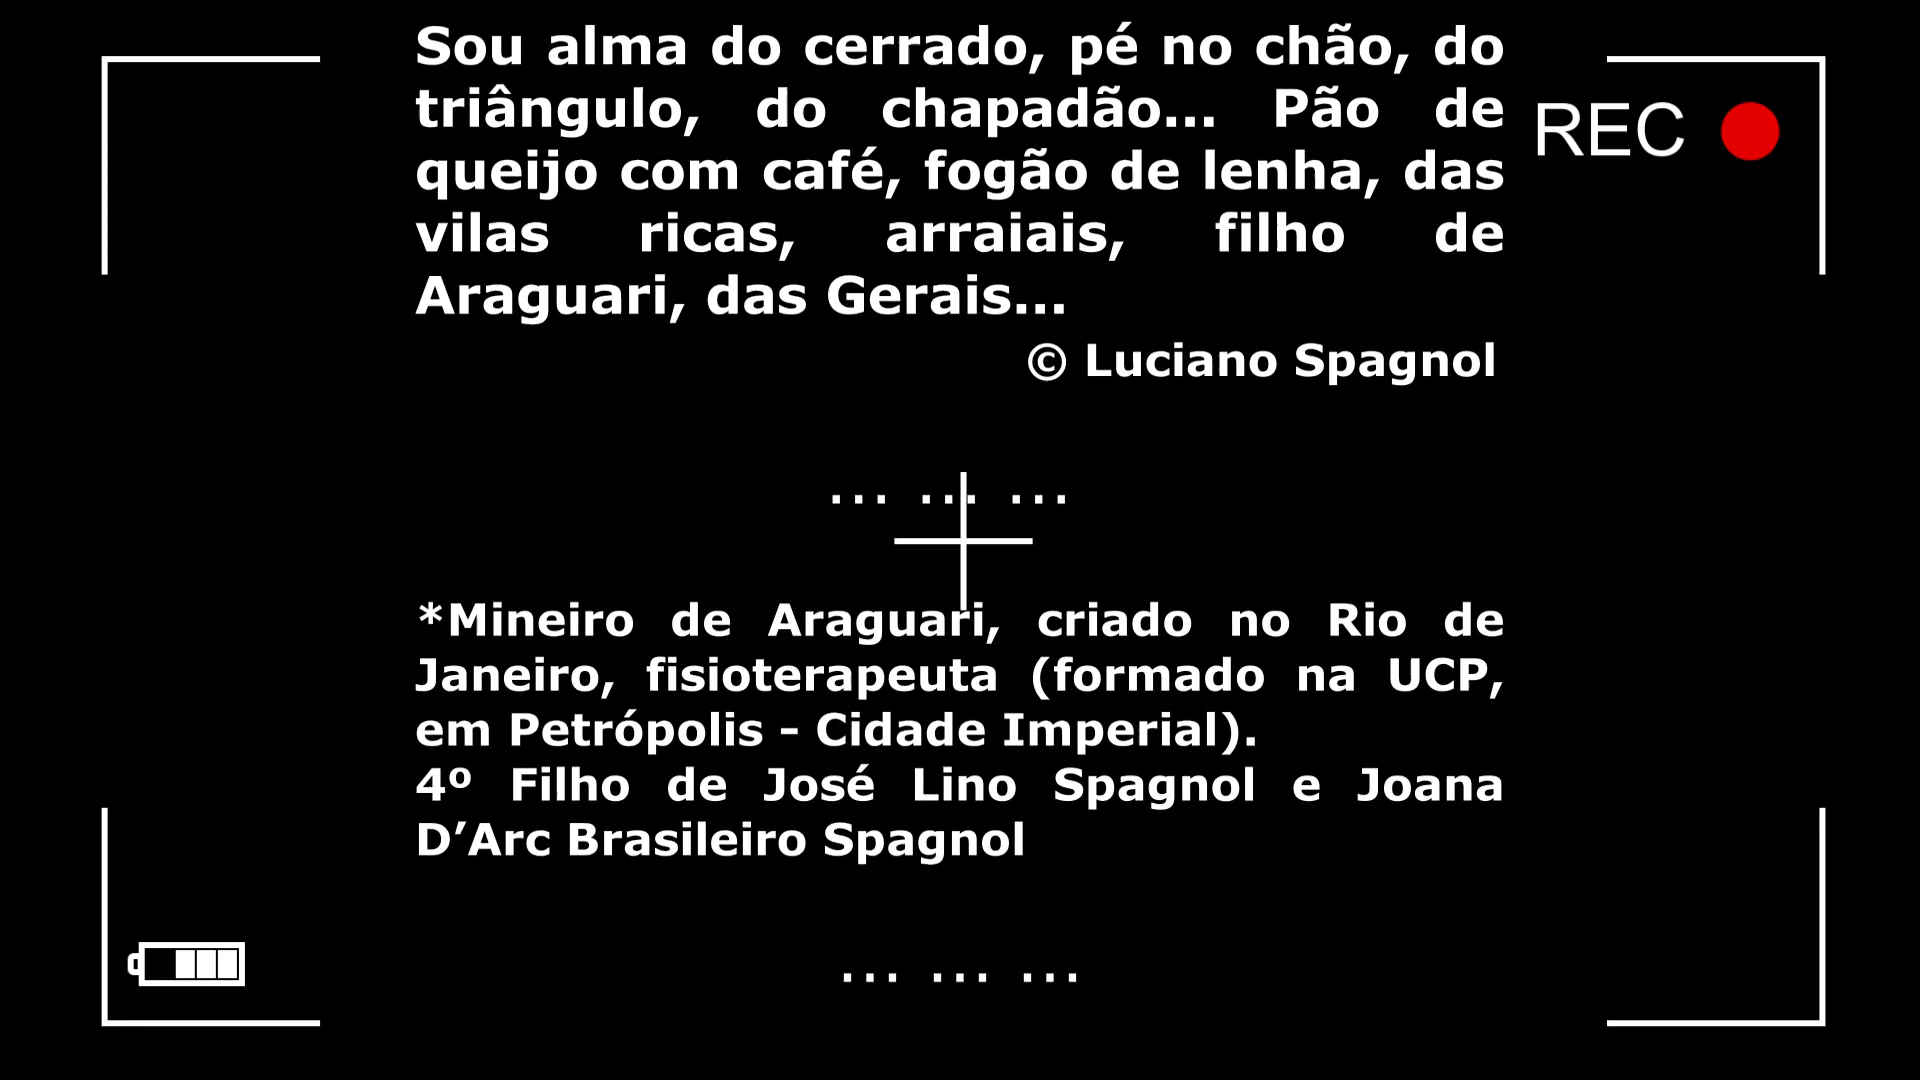 Sou alma do cerrado, pé no chão, do
triângulo, do chapadão... Pão de
queijo com café, fogão de lenha, das
vilas ricas, arraiais, filho de
Araguari, das Gerais...
© Luciano Spagnol
REC
... ... ...
*Mineiro de Araguari, criado no Rio de
Janeiro, fisioterapeuta (formado na UCP,
em Petrópolis - Cidade Imperial).
4º Filho de José Lino Spagnol e Joana
D’Arc Brasileiro Spagnol
... ... ...